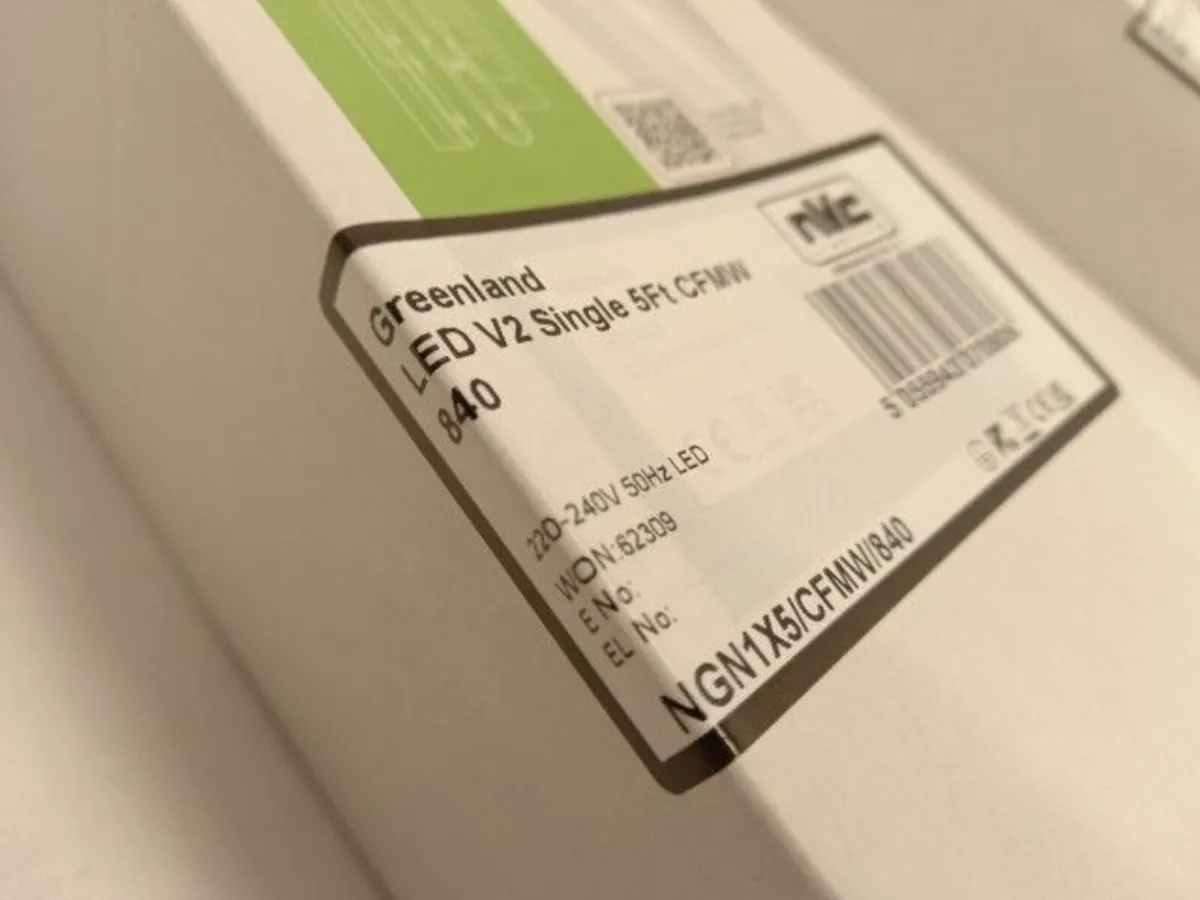 nVc
Greenland
LED V2 Single 5Ft CFMW
840
220-240V 50Hz LED
WON:62309
E No:
EL No:
NGN1X5/CFMW/840